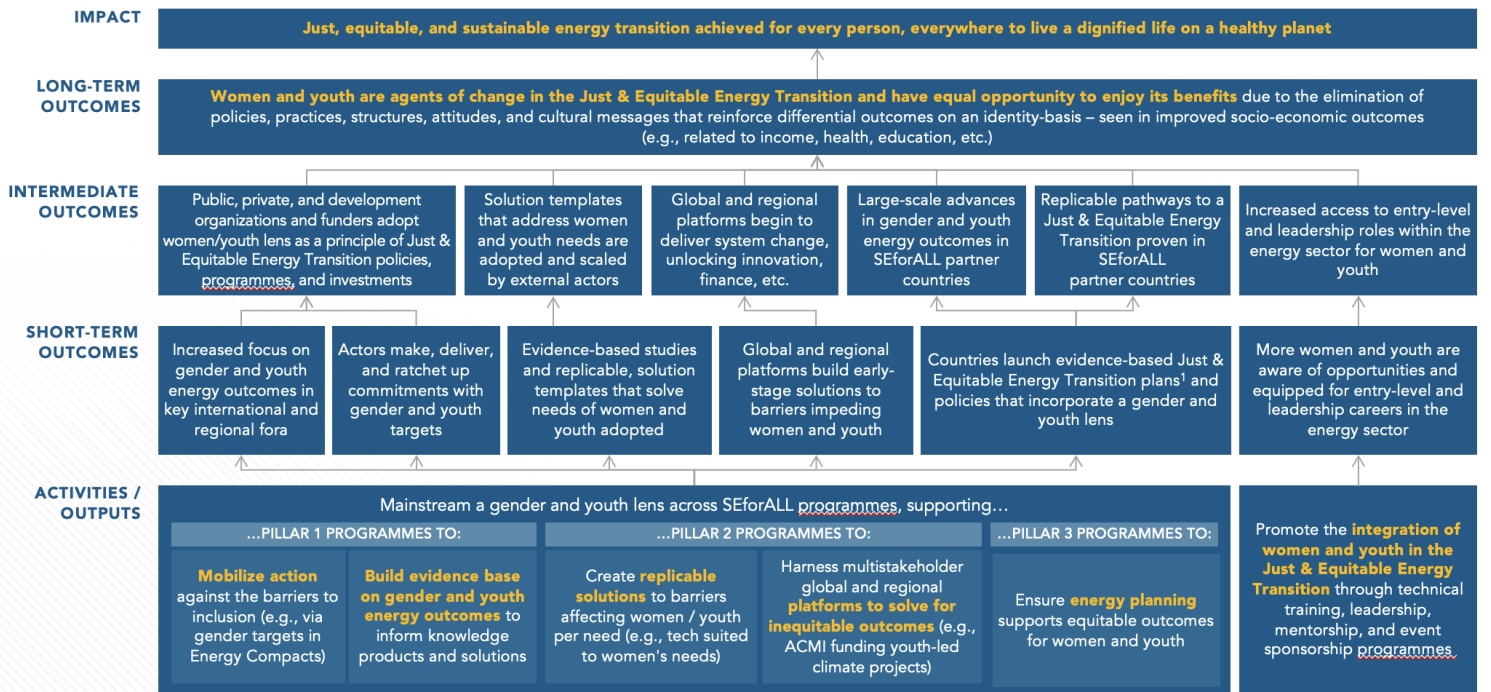 IMPACT
Just, equitable, and sustainable energy transition achieved for every person, everywhere to live a dignified life on a healthy planet
LONG-TERM
OUTCOMES
Women and youth are agents of change in the Just & Equitable Energy Transition and have equal opportunity to enjoy its benefits due to the elimination of
policies, practices, structures, attitudes, and cultural messages that reinforce differential outcomes on an identity-basis – seen in improved socio-economic outcomes
(e.g., related to income, health, education, etc.)
INTERMEDIATE
OUTCOMES
Public, private, and development
organizations and funders adopt
women/youth lens as a principle of Just &
Equitable Energy Transition policies,
programmes, and investments
Solution templates
that address women
and youth needs are
adopted and scaled
by external actors
Global and regional
platforms begin to
deliver system change,
unlocking innovation,
finance, etc.
Large-scale advances
in gender and youth
energy outcomes in
SEforALL partner
countries
Replicable pathways to a
Just & Equitable Energy
Transition proven in
SEforALL
partner countries
Increased access to entry-level
and leadership roles within the
energy sector for women and
youth
SHORT-TERM
OUTCOMES
Increased focus on
gender and youth
energy outcomes in
key international and
regional fora
Actors make, deliver,
and ratchet up
commitments with
gender and youth
targets
Evidence-based studies
and replicable, solution
templates that solve
needs of women and
youth adopted
Global and regional
platforms build early-
stage solutions to
barriers impeding
women and youth
Countries launch evidence-based Just &
Equitable Energy Transition plans¹ and
policies that incorporate a gender and
youth lens
More women and youth are
aware of opportunities and
equipped for entry-level and
leadership careers in the
energy sector
ACTIVITIES /
OUTPUTS
Mainstream a gender and youth lens across SEforALL programmes, supporting…
…PILLAR 1 PROGRAMMES TO:
Mobilize action
against the barriers to
inclusion (e.g., via
gender targets in
Energy Compacts)
Build evidence base
on gender and youth
energy outcomes to
inform knowledge
products and solutions
…PILLAR 2 PROGRAMMES TO:
Create replicable
solutions to barriers
affecting women / youth
per need (e.g., tech suited
to women's needs)
Harness multistakeholder
global and regional
platforms to solve for
inequitable outcomes (e.g.,
ACMI funding youth-led
climate projects)
…PILLAR 3 PROGRAMMES TO:
Ensure energy planning
supports equitable outcomes
for women and youth
Promote the integration of
women and youth in the
Just & Equitable Energy
Transition through technical
training, leadership,
mentorship, and event
sponsorship programmes